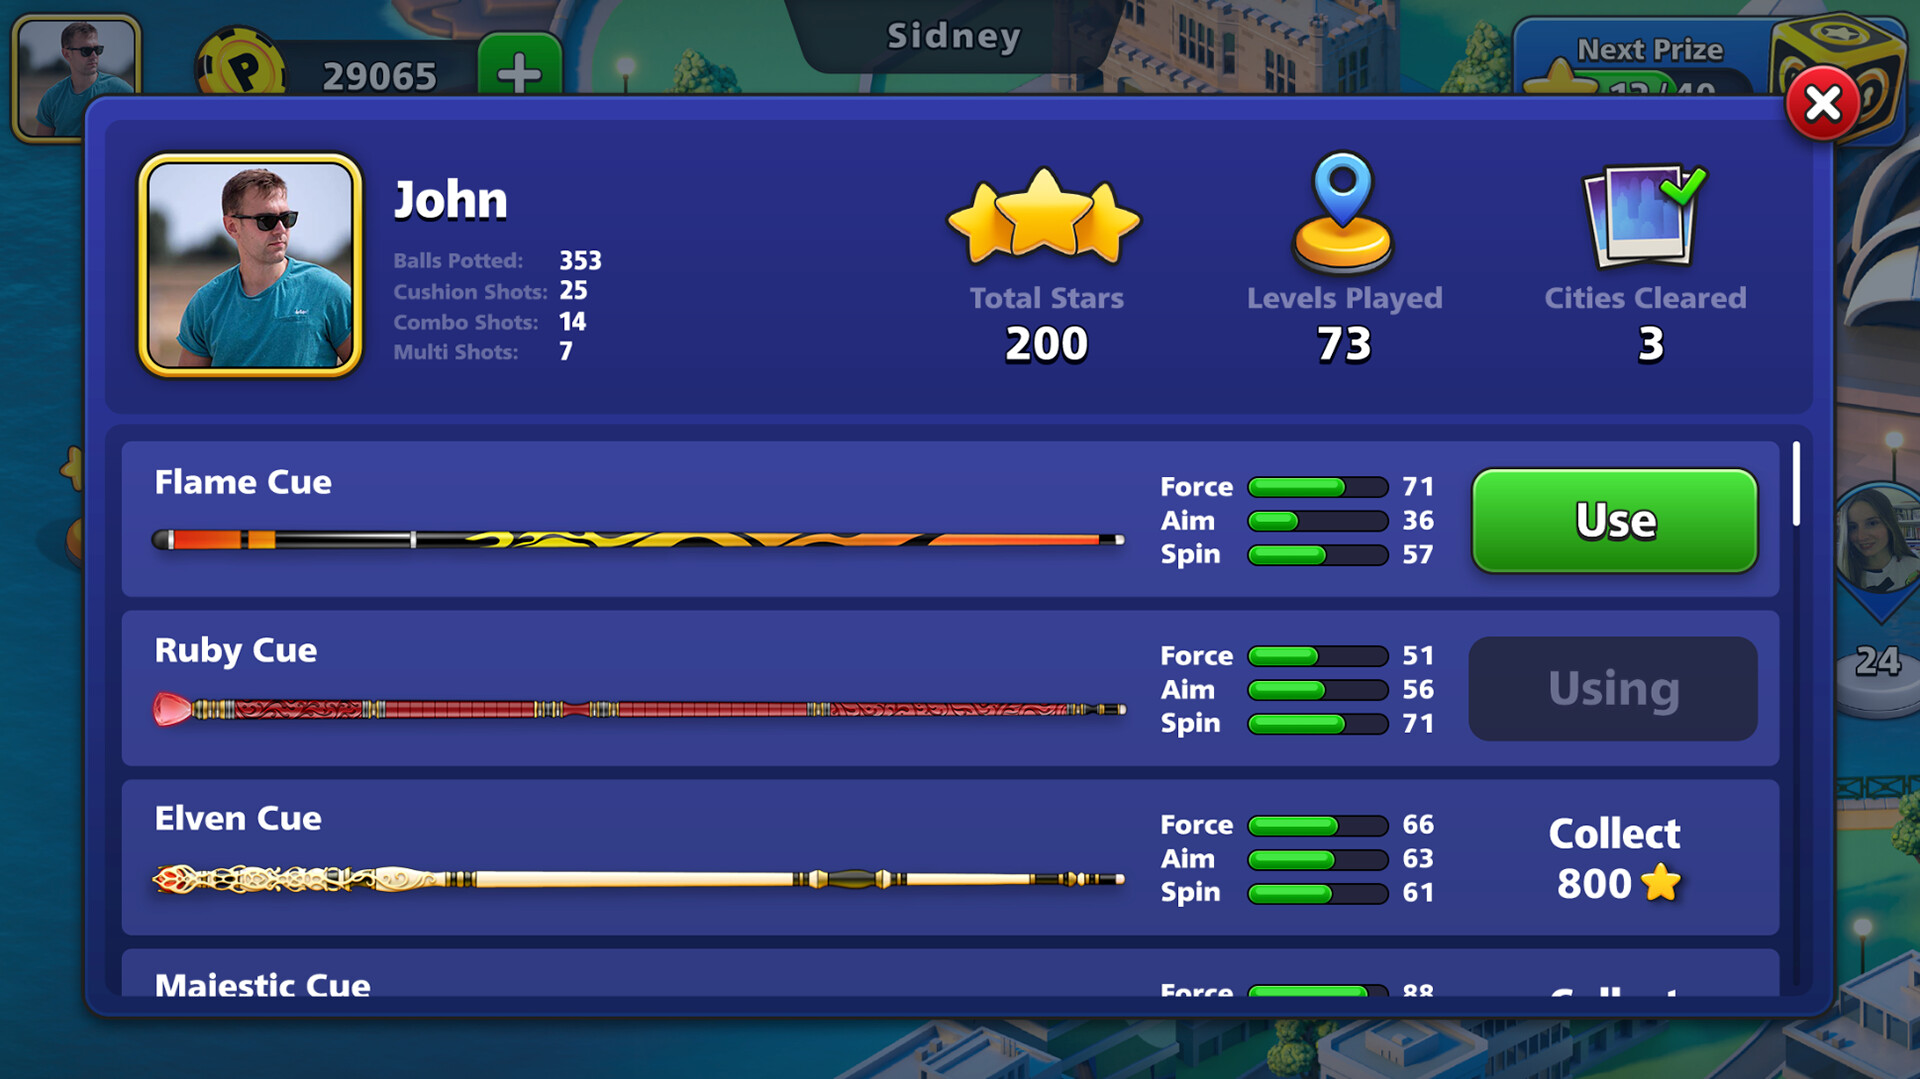 Sidney
P 29065
Next Prize
John
Balls Potted: 353
Cushion Shots: 25
Combo Shots: 14
Multi Shots: 7
Total Stars
200
Levels Played
73
Cities Cleared
3
Flame Cue
Force 71
Aim 36
Spin 57
Use
Ruby Cue
Force 51
Aim 56
Spin 71
Using
24
Elven Cue
Force 66
Aim 63
Spin 61
Collect
800
Majestic Cue
Force 88
Collect